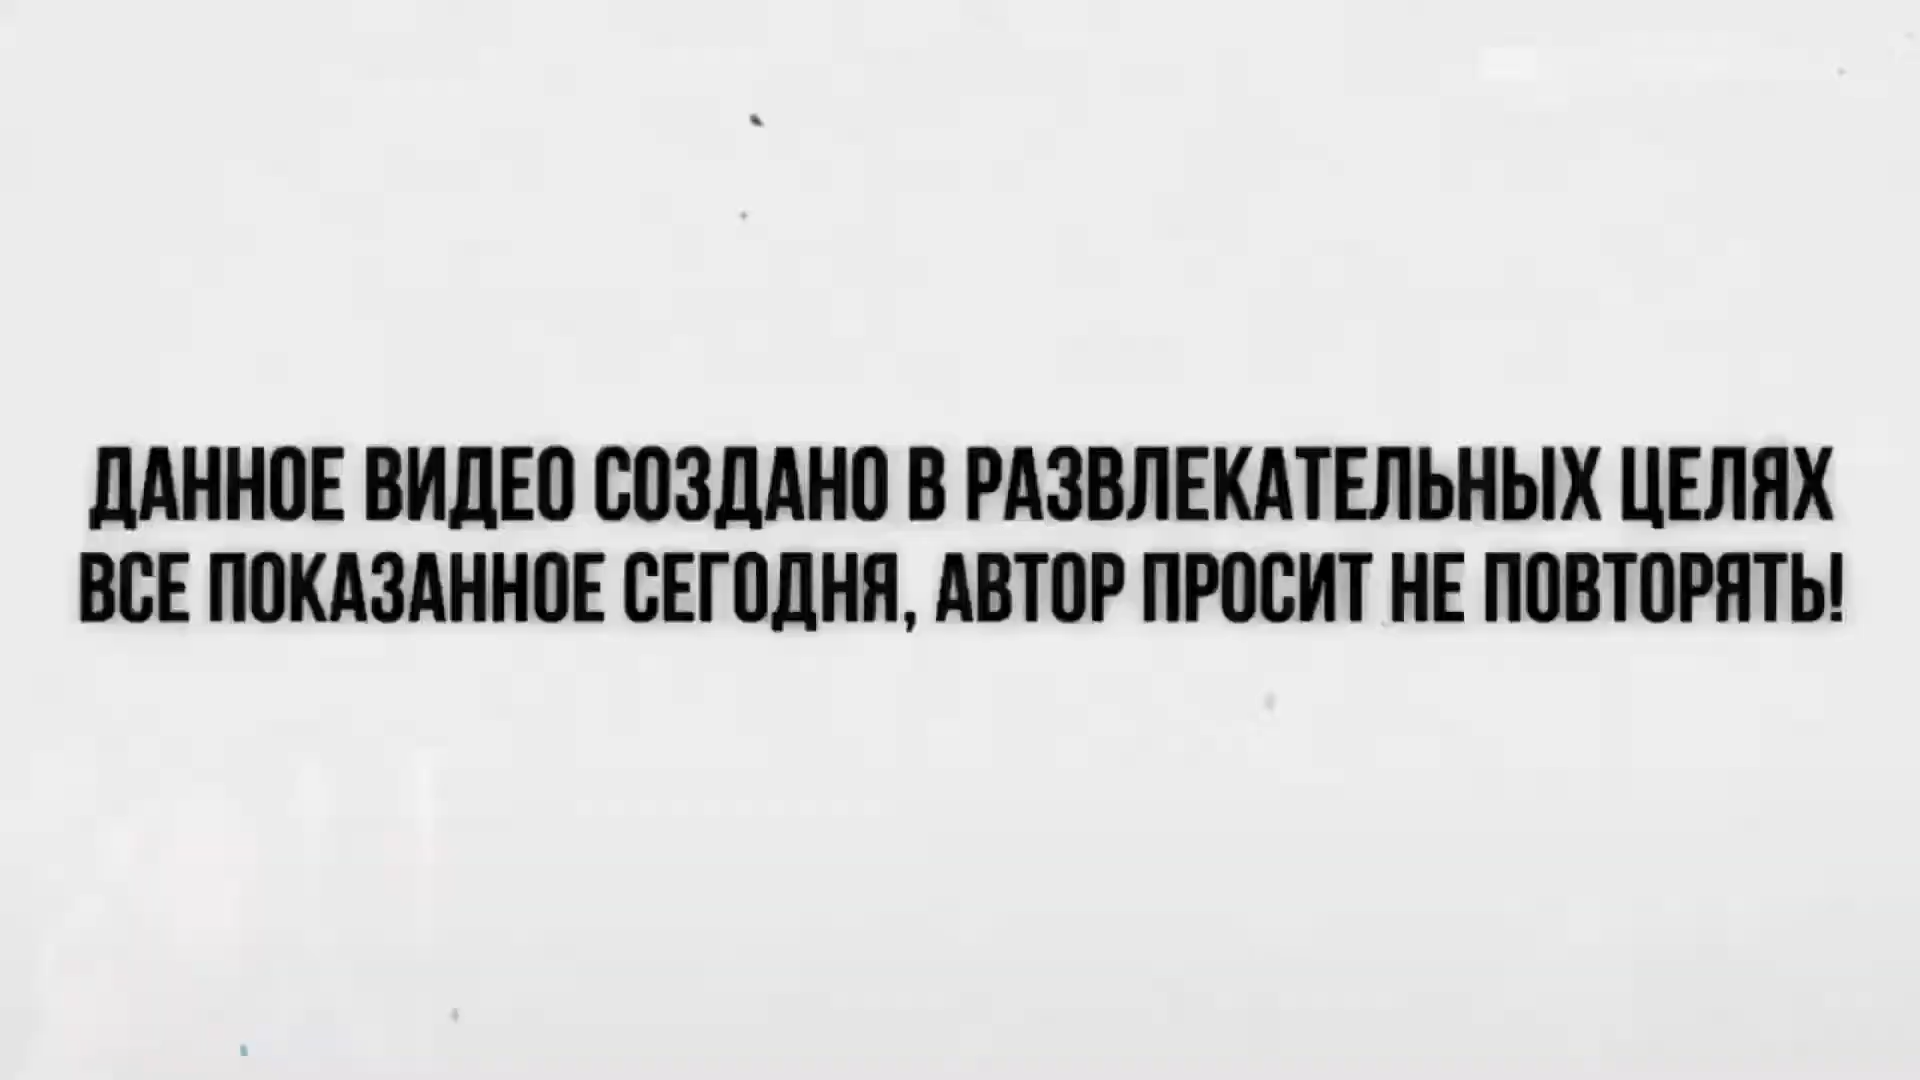 ДАННОЕ ВИДЕО СОЗДАНО В РАЗВЛЕКАТЕЛЬНЫХ ЦЕЛЯХ
ВСЕ ПОКАЗАННОЕ СЕГОДНЯ, АВТОР ПРОСИТ НЕ ПОВТОРЯТЬ!